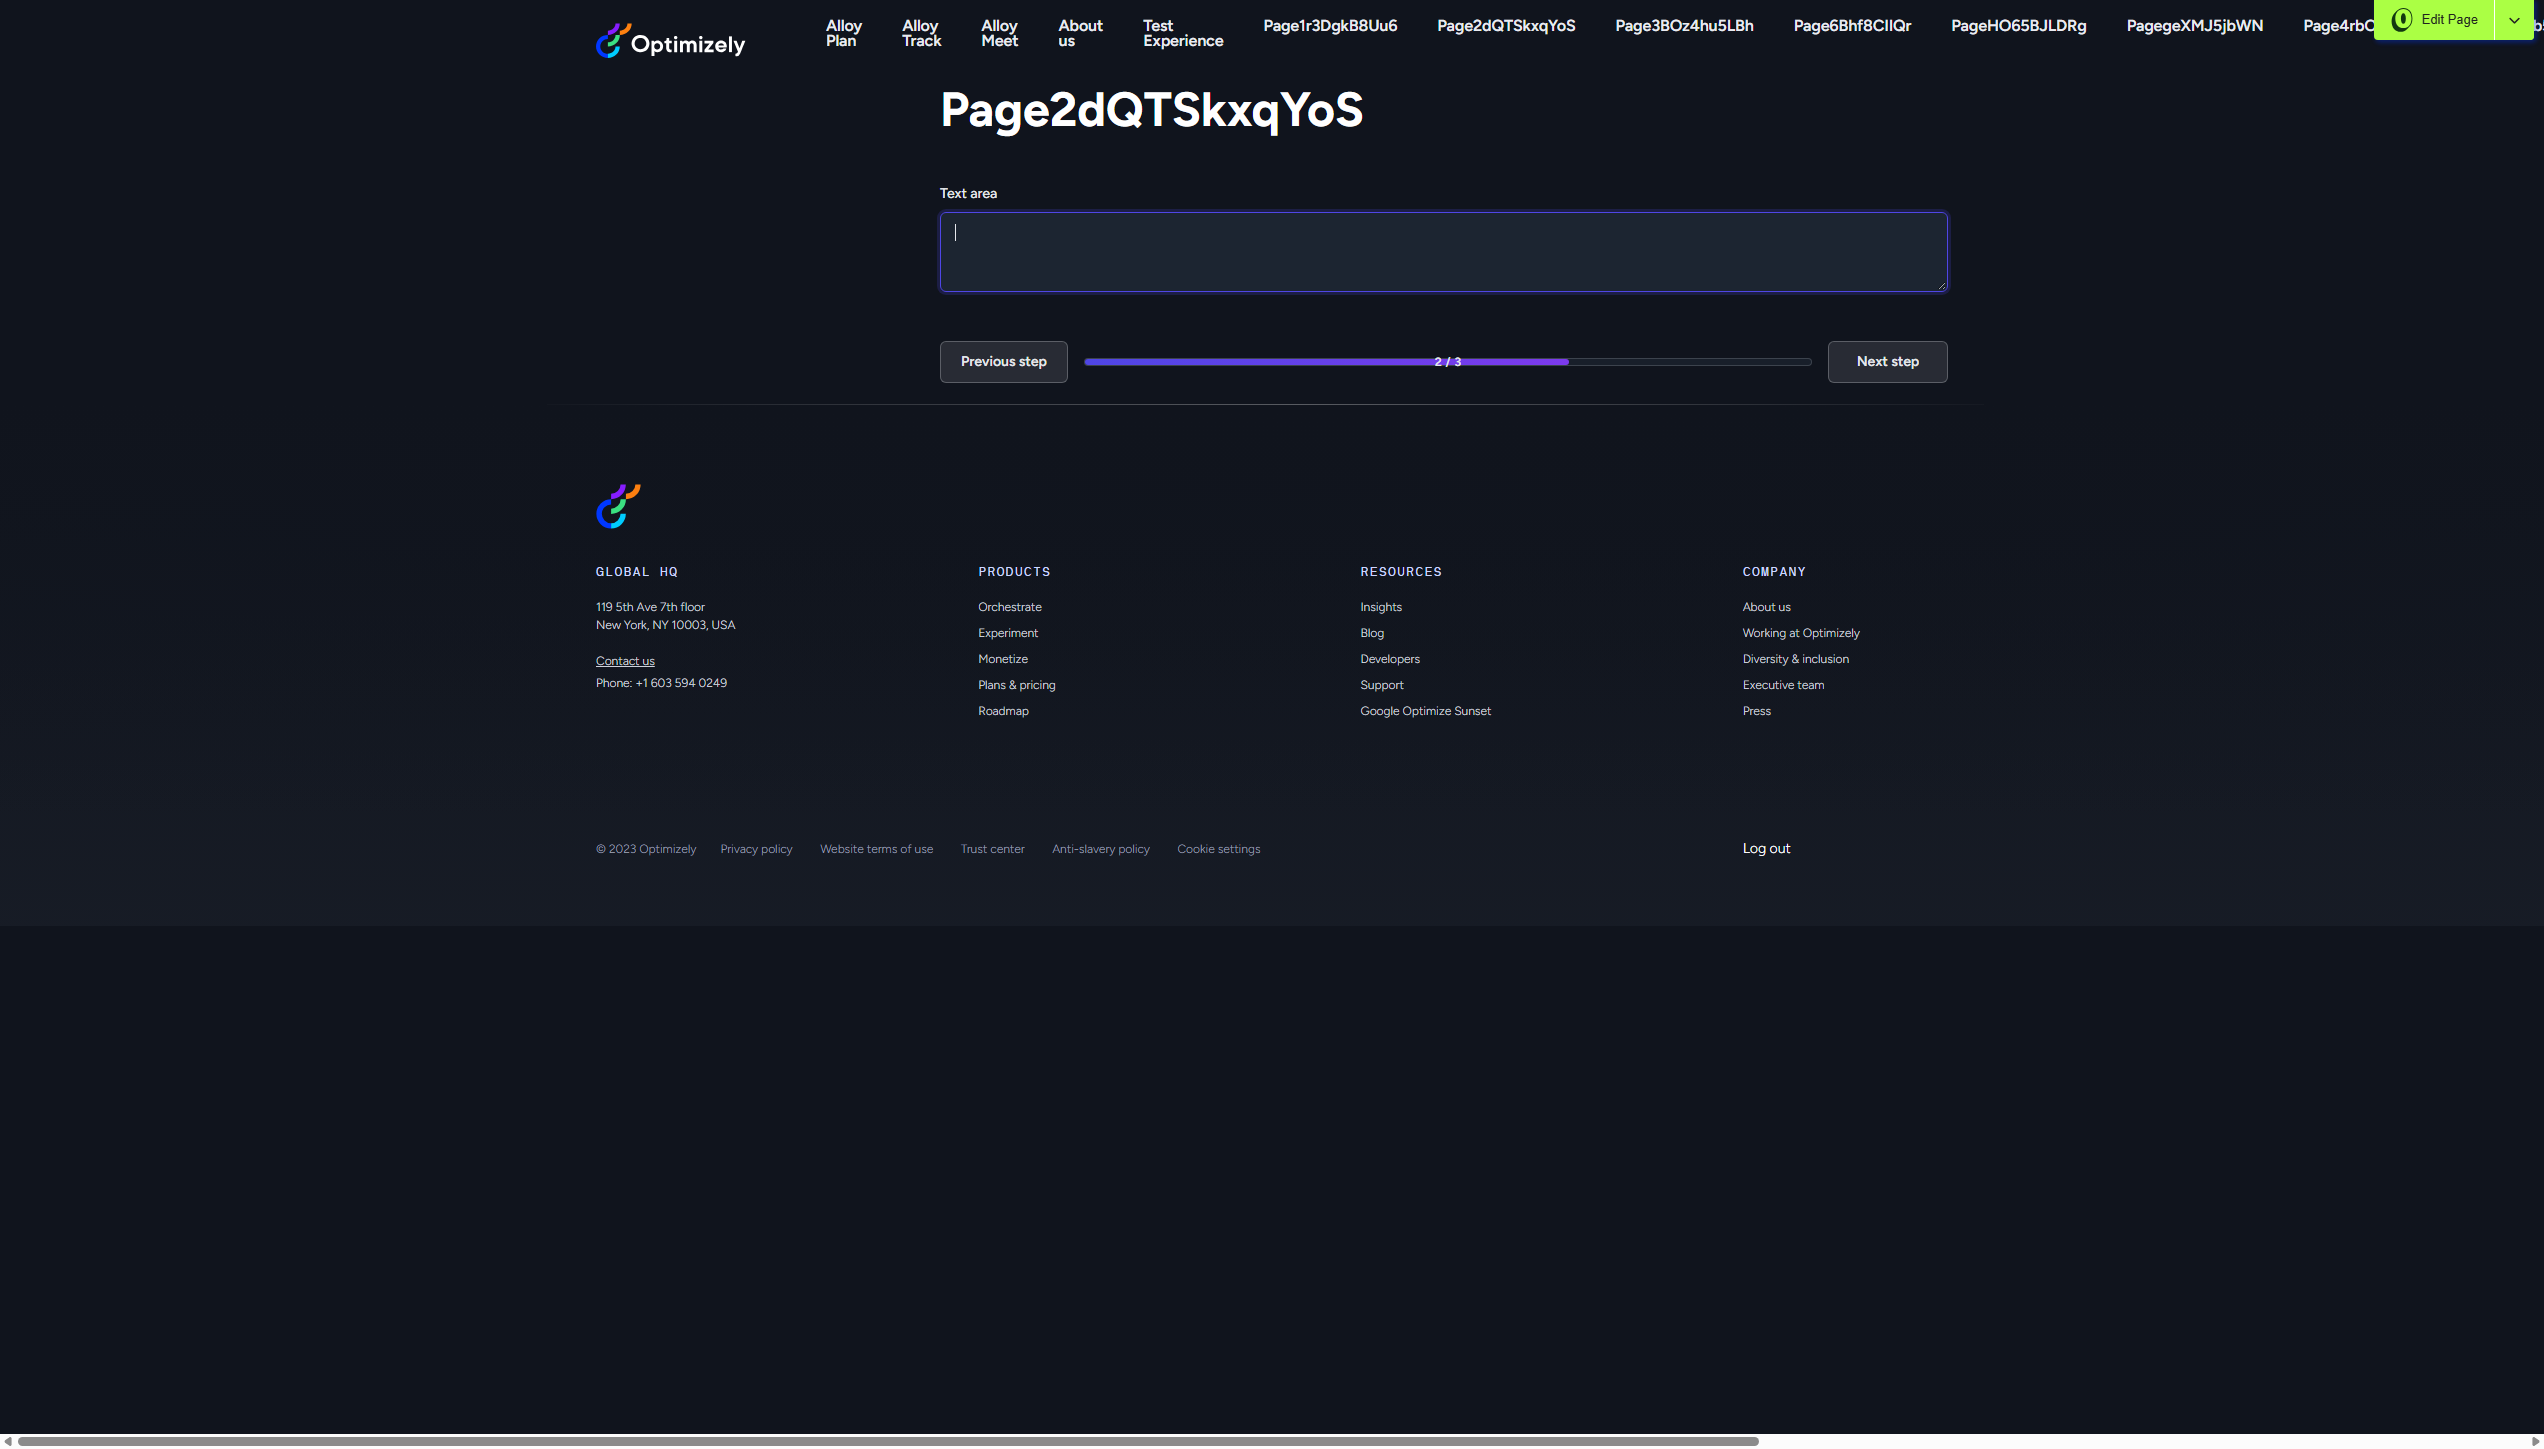 Optimizely
Alloy Plan
Alloy Track
Alloy Meet
About us
Test Experience
Page1r3DgkB8Uu6
Page2dQTSkxqYoS
Page3BOz4hu5LBh
Page6Bhf8CIIQr
PageHO65BJLDRg
PagegeXMJ5jbWN
Edit Page
Page2dQTSkxqYoS
Text area
Previous step
2 / 3
Next step
GLOBAL HQ
119 5th Ave 7th floor
New York, NY 10003, USA
Contact us
Phone: +1 603 594 0249
PRODUCTS
Orchestrate
Experiment
Monetize
Plans & pricing
Roadmap
RESOURCES
Insights
Blog
Developers
Support
Google Optimize Sunset
COMPANY
About us
Working at Optimizely
Diversity & inclusion
Executive team
Press
© 2023 Optimizely
Privacy policy
Website terms of use
Trust center
Anti-slavery policy
Cookie settings
Log out